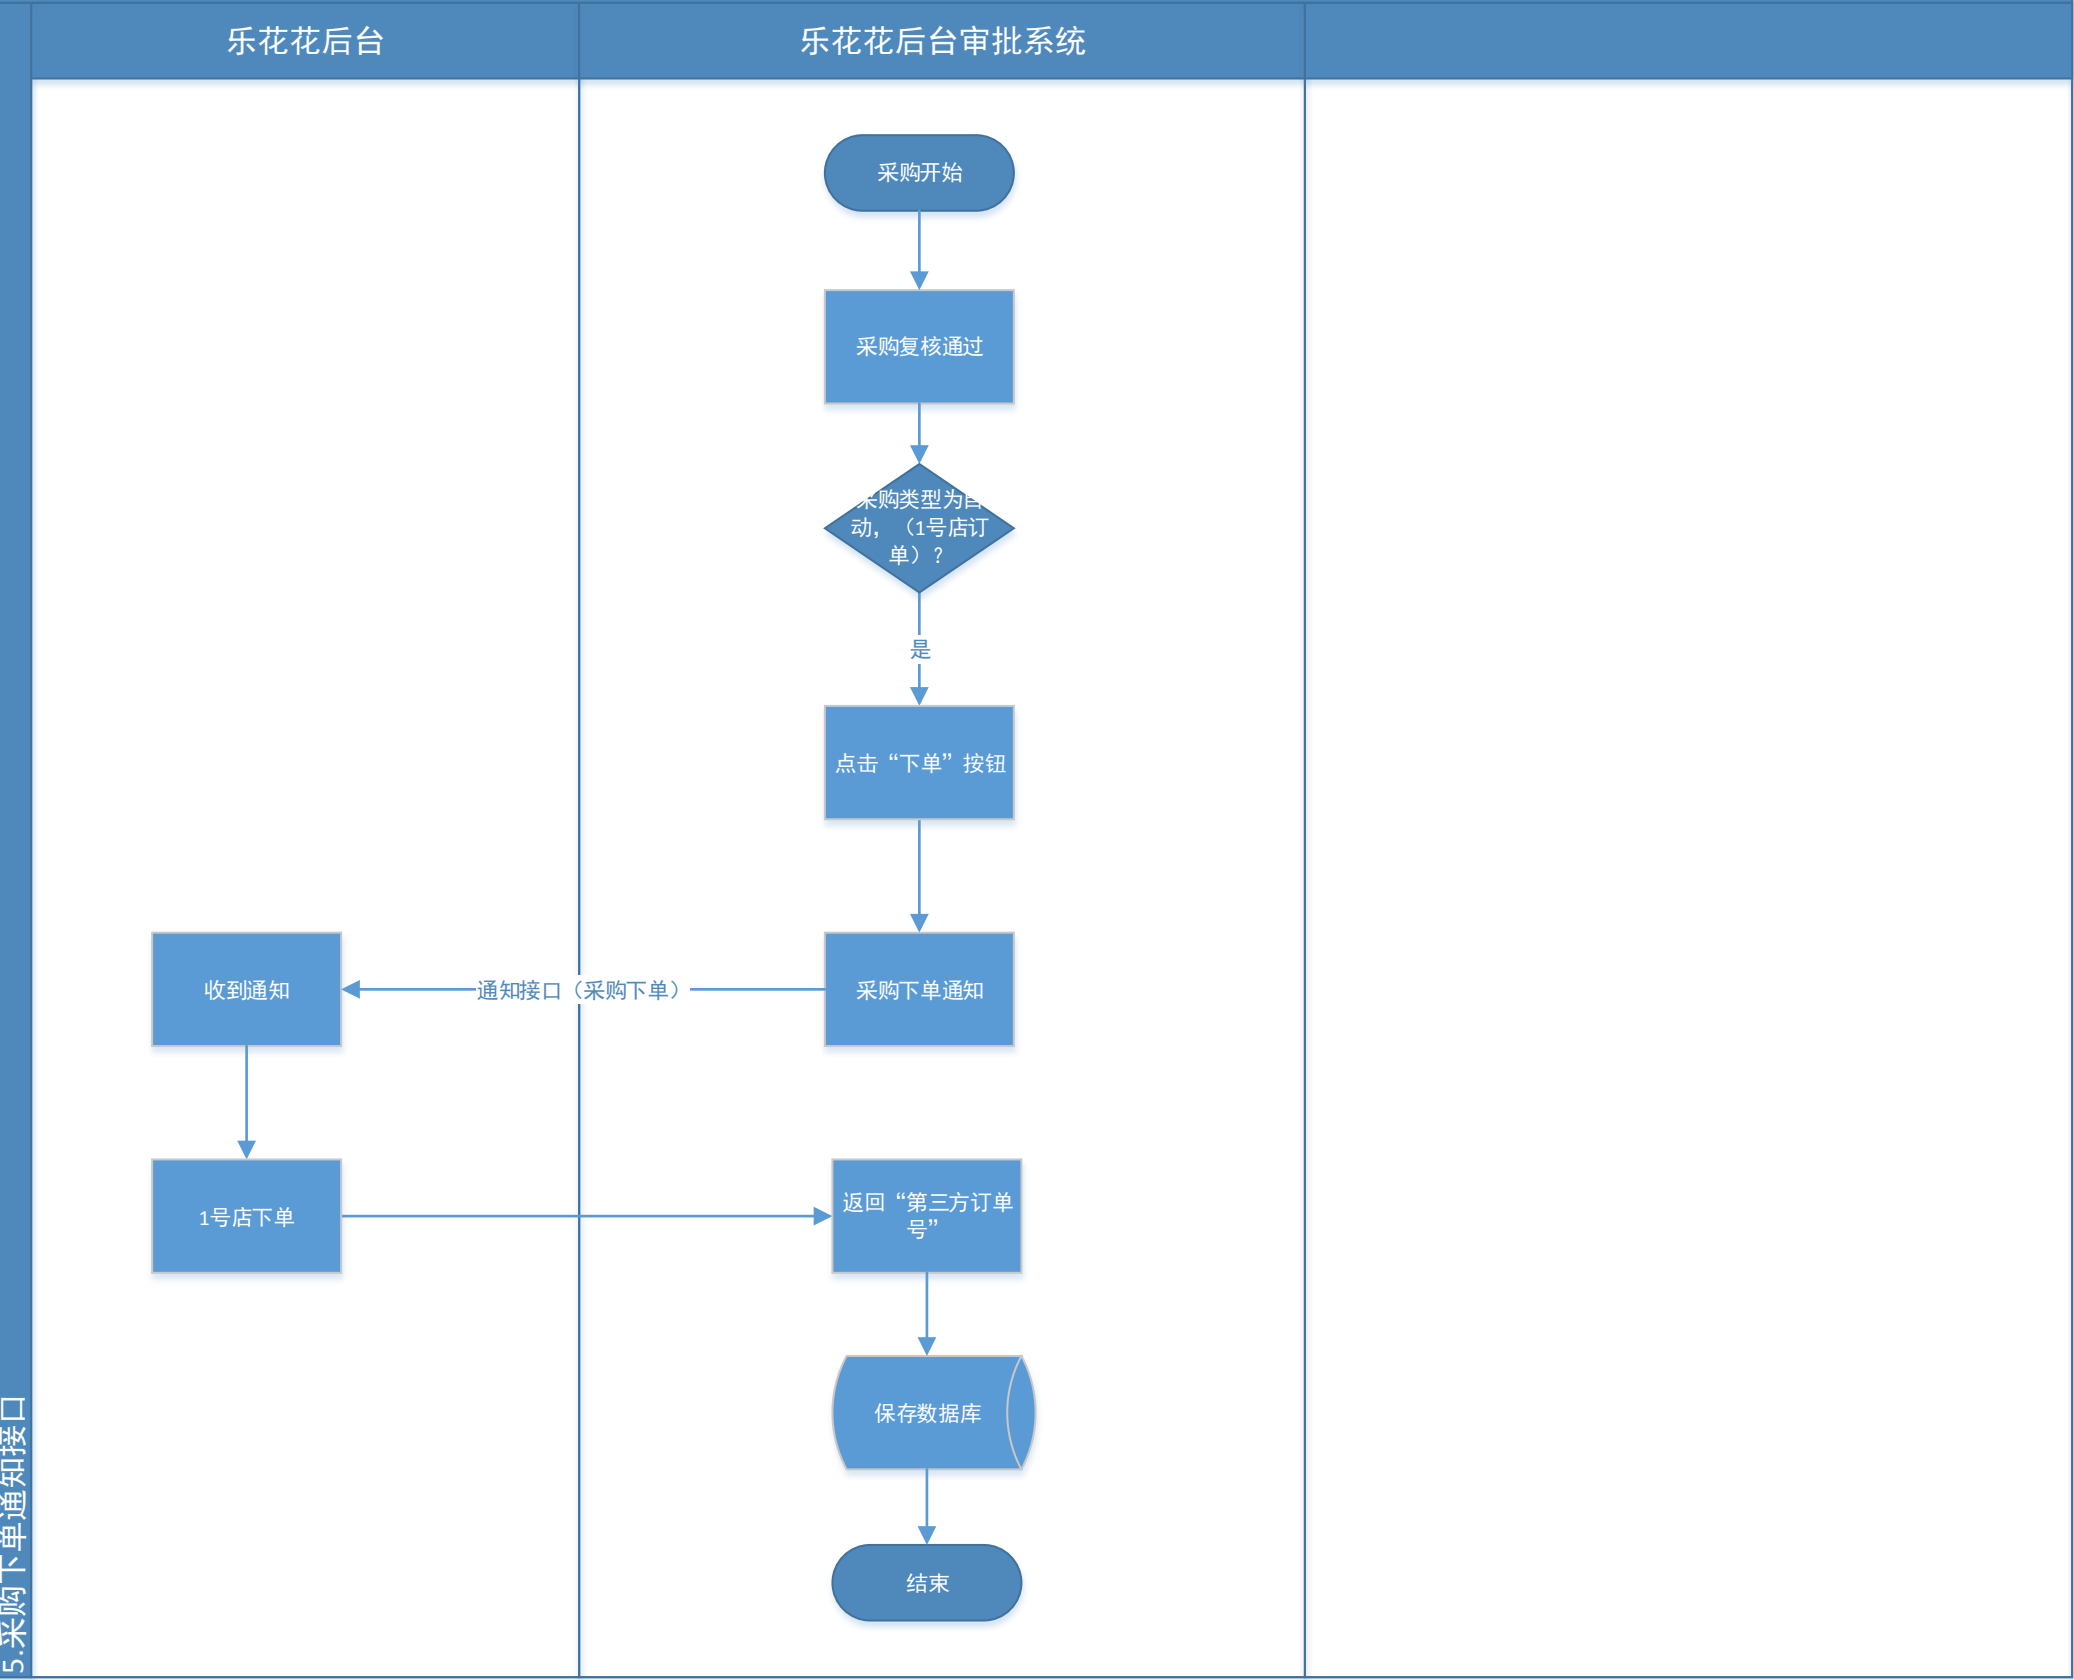 乐花花后台
乐花花后台审批系统
采购开始
采购复核通过
采购类型为自
动，（1号店订
单）？
是
点击“下单”按钮
采购下单通知
通知接口（采购下单）
收到通知
1号店下单
返回“第三方订单
号”
保存数据库
结束
5.采购下单通知接口